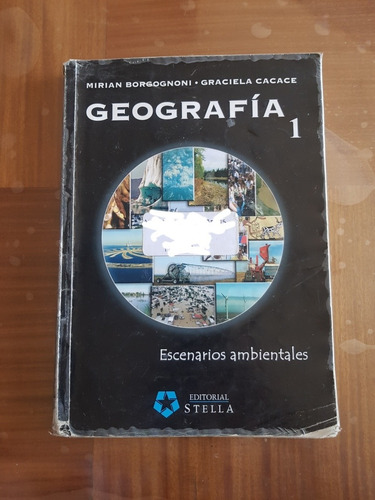 MIRIAN BORGOGNONI • GRACIELA CACACE
GEOGRAFÍA
1
Escenarios ambientales
EDITORIAL
STELLA